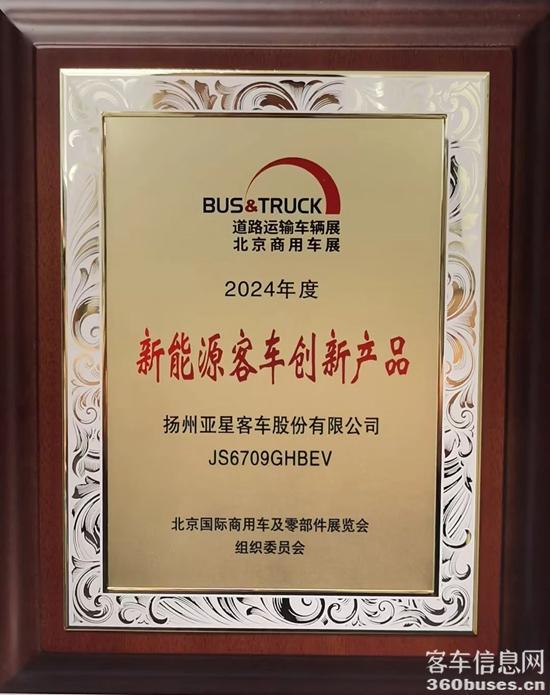 BUS&TRUCK
道路运输车辆展
北京商用车展
2024年度
新能源客车创新产品
扬州亚星客车股份有限公司
JS6709GHBEV
北京国际商用车及零部件展览会
组织委员会
客车信息网
360buses.cn